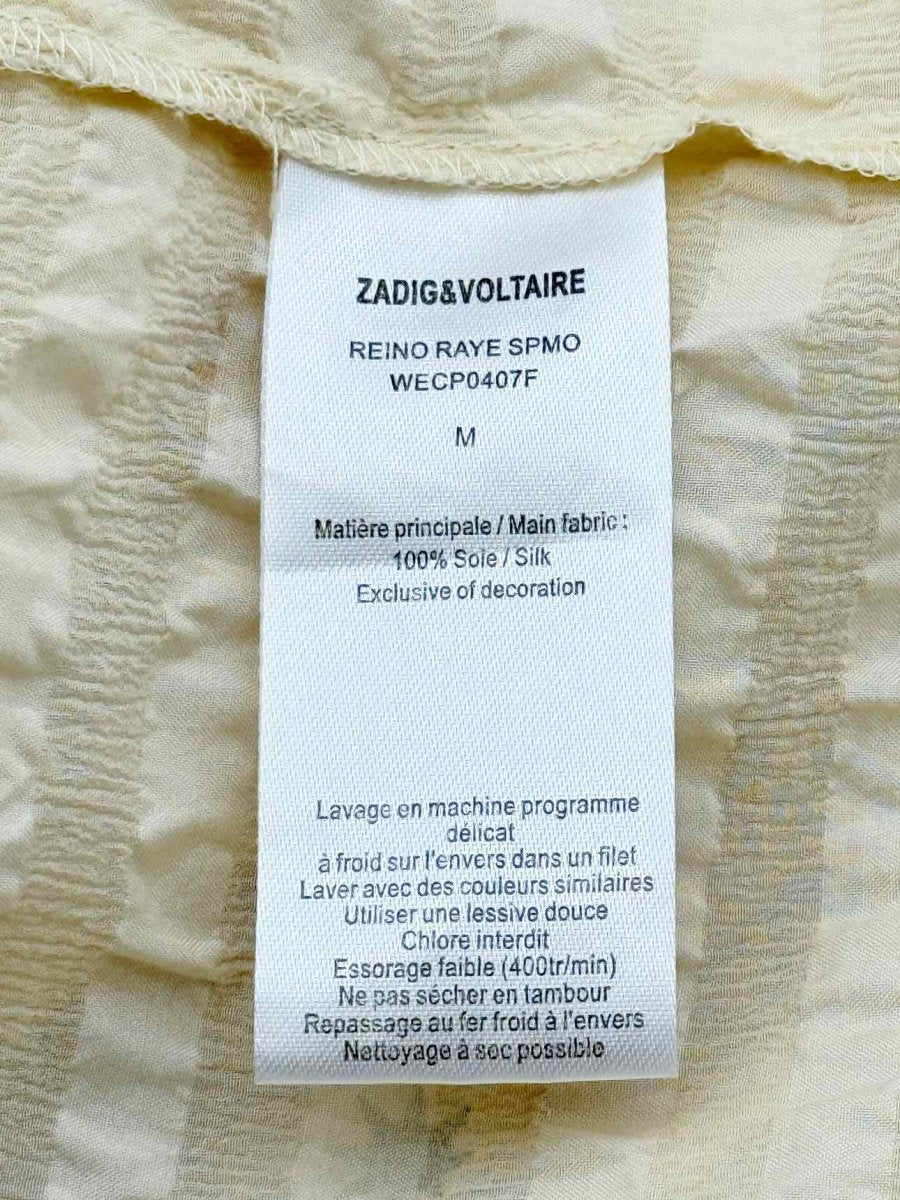 ZADIG&VOLTAIRE
REINO RAYE SPMO
WECP0407F
M
Matière principale / Main fabric :
100% Soie / Silk
Exclusive of decoration
Lavage en machine programme
délicat
à froid sur l'envers dans un filet
Laver avec des couleurs similaires
Utiliser une lessive douce
Chlore interdit
Essorage faible (400tr/min)
Ne pas sécher en tambour
Repassage au fer froid à l'envers
Nettoyage à sec possible